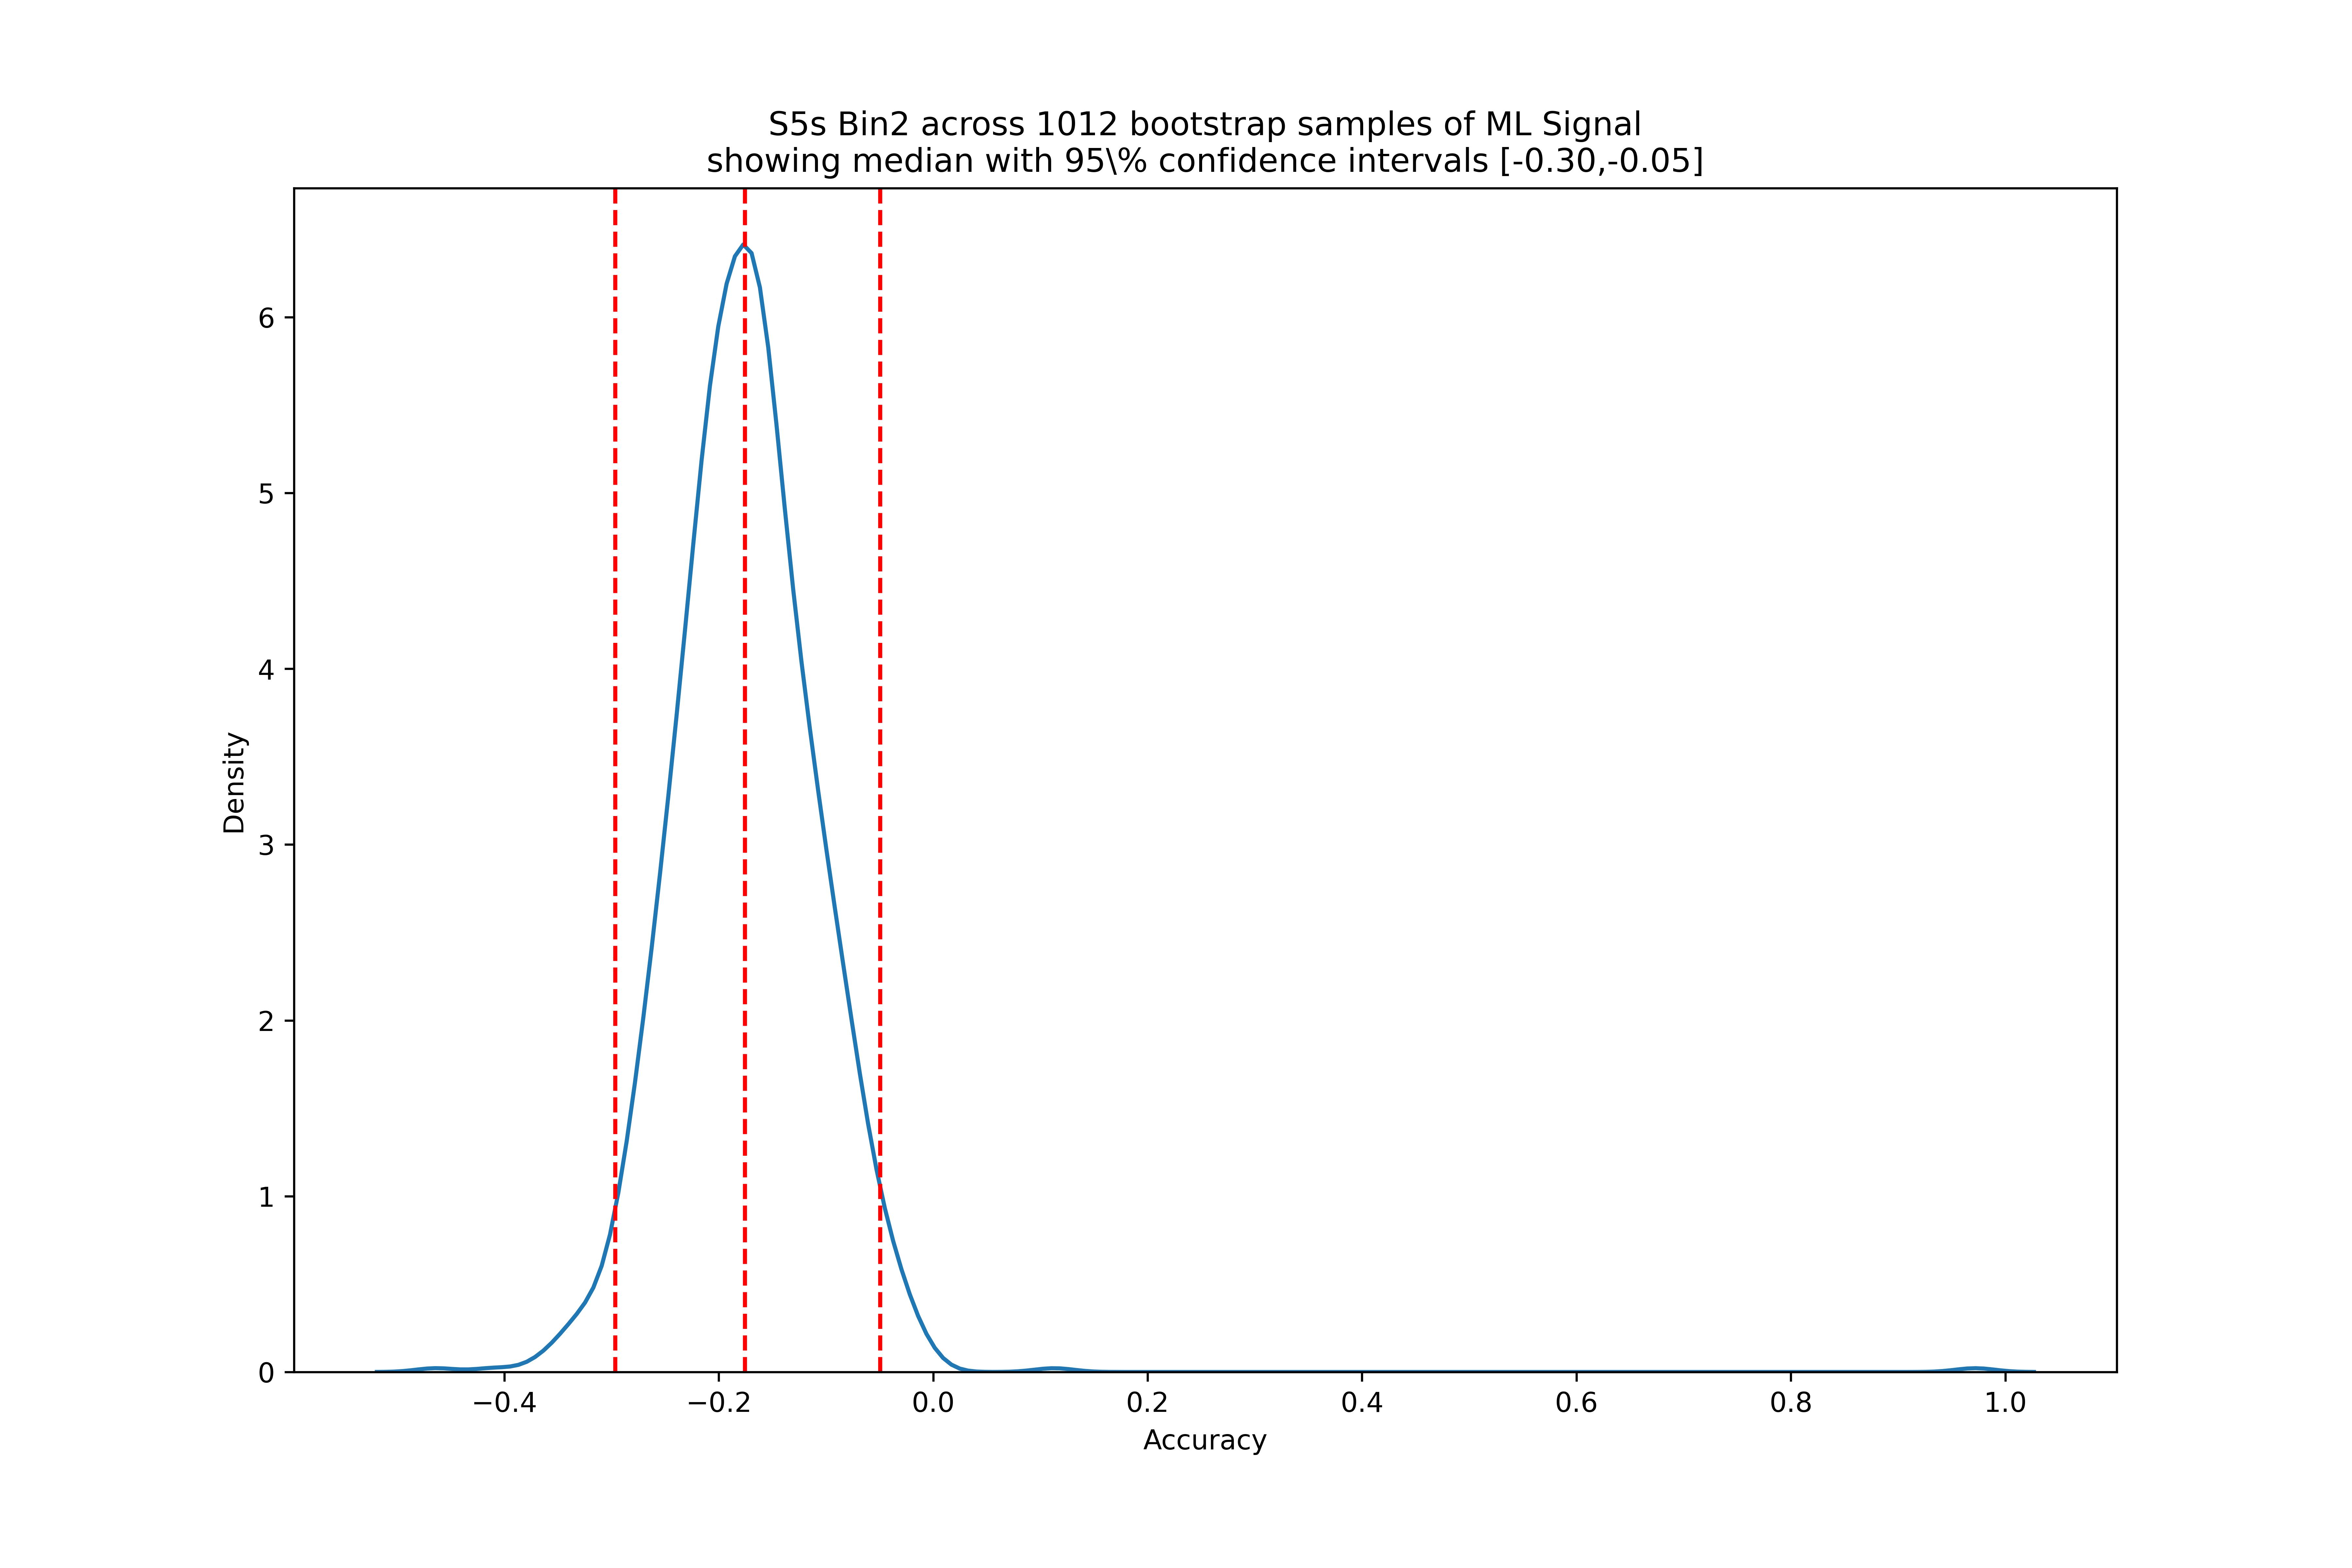 S5s Bin2 across 1012 bootstrap samples of ML Signal
showing median with 95\% confidence intervals [-0.30,-0.05]
6
5
4
3
2
1
0
Density
−0.4 −0.2 0.0 0.2 0.4 0.6 0.8 1.0
Accuracy